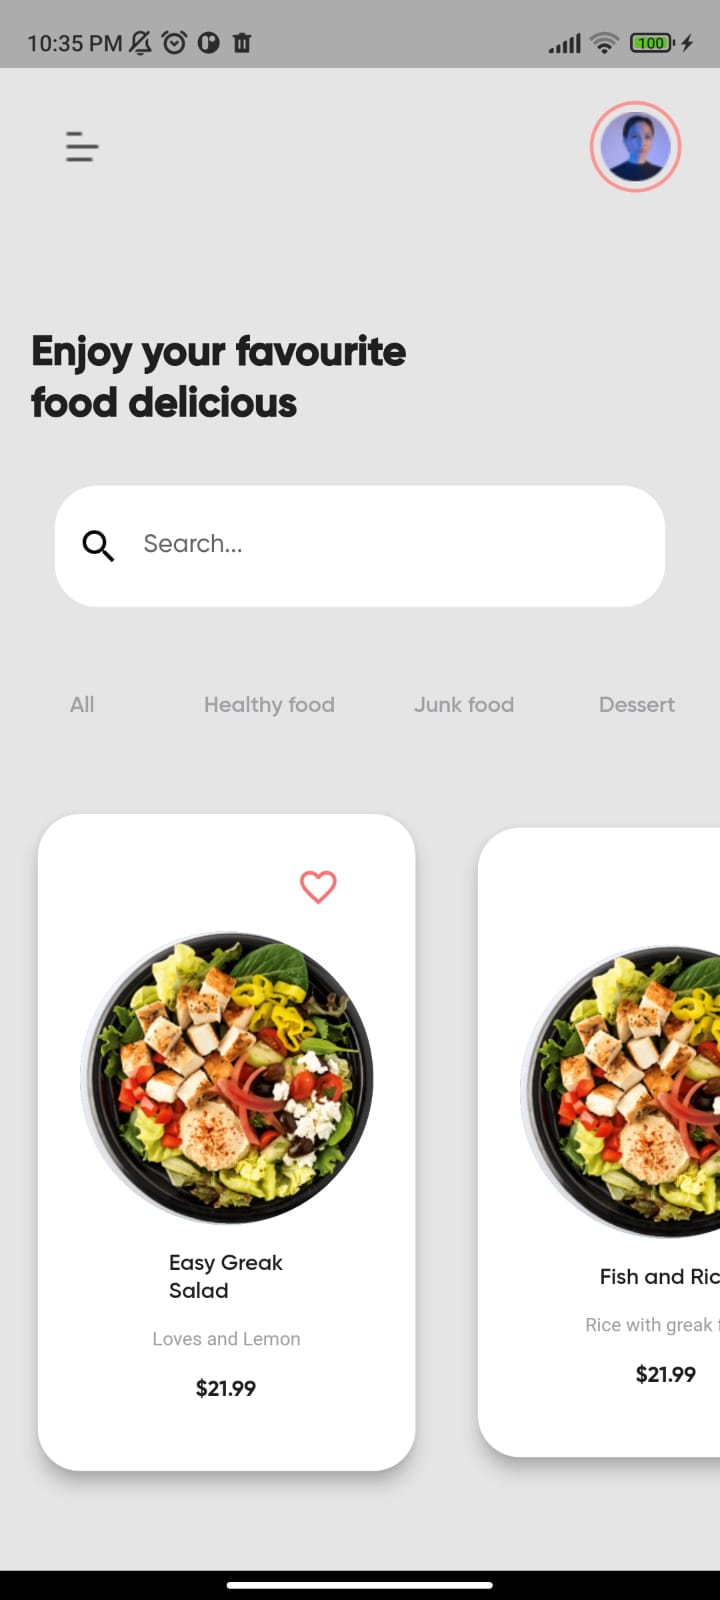 10:35 PM
100
Enjoy your favourite
food delicious
Search...
All Healthy food Junk food Dessert
Easy Greak
Salad
Loves and Lemon
$21.99
Fish and Ric
Rice with greak
$21.99